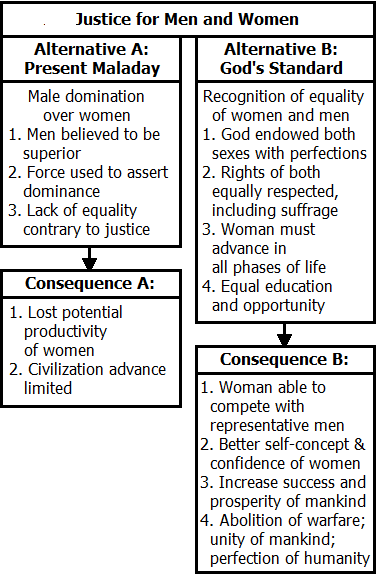 Justice for Men and Women
Alternative A:
Present Maladay
Male domination
over women
1. Men believed to be
superior
2. Force used to assert
dominance
3. Lack of equality
contrary to justice
Consequence A:
1. Lost potential
productivity
of women
2. Civilization advance
limited
Alternative B:
God's Standard
Recognition of equality
of women and men
1. God endowed both
sexes with perfections
2. Rights of both
equally respected,
including suffrage
3. Woman must
advance in
all phases of life
4. Equal education
and opportunity
Consequence B:
1. Woman able to
compete with
representative men
2. Better self-concept &
confidence of women
3. Increase success and
prosperity of mankind
4. Abolition of warfare;
unity of mankind;
perfection of humanity